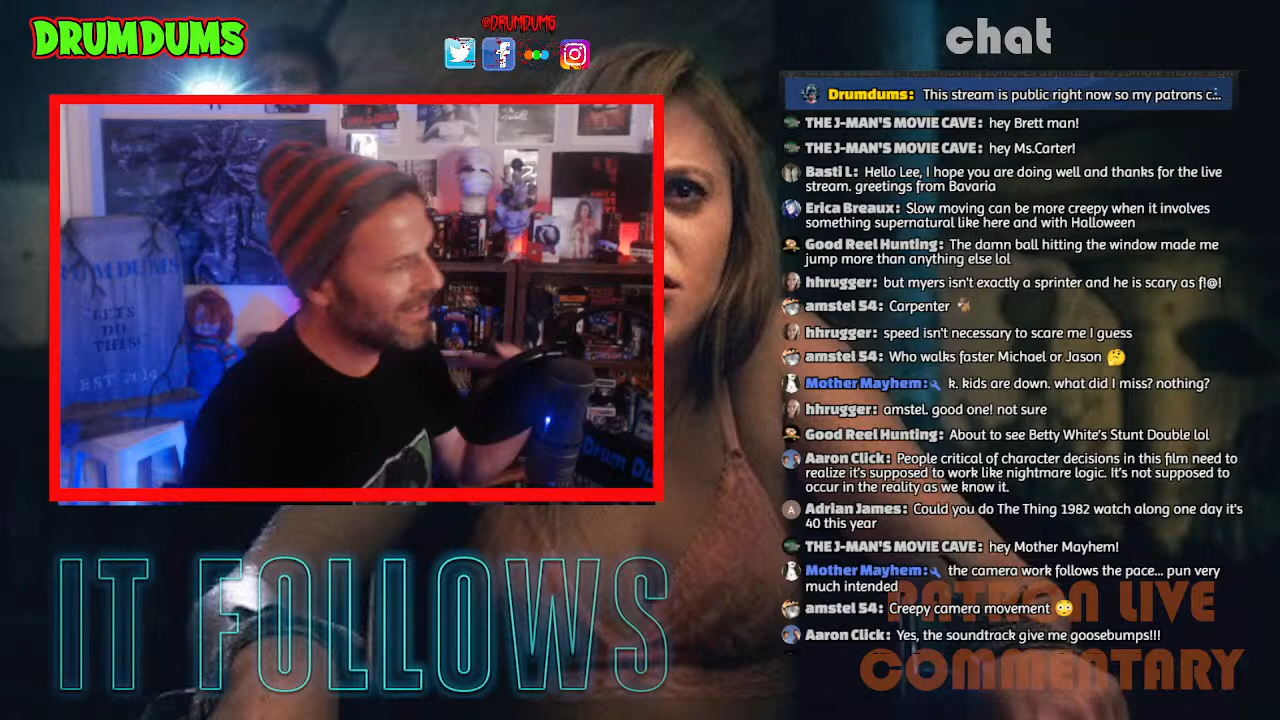 DRUMDUMS
@DRUMDUMS
chat
Drumdums: This stream is public right now so my patrons c...
THE J-MAN'S MOVIE CAVE: hey Brett man!
THE J-MAN'S MOVIE CAVE: hey Ms.Carter!
Basti L: Hello Lee, I hope you are doing well and thanks for the live
stream. greetings from Bavaria
Erica Breaux: Slow moving can be more creepy when it involves
something supernatural like here and with Halloween
Good Reel Hunting: The damn ball hitting the window made me
jump more than anything else lol
hhrugger: but myers isn't exactly a sprinter and he is scary as f!@!
amstel 54: Carpenter
hhrugger: speed isn't necessary to scare me I guess
amstel 54: Who walks faster Michael or Jason 🤔
Mother Mayhem: k. kids are down. what did I miss? nothing?
hhrugger: amstel. good one! not sure
Good Reel Hunting: About to see Betty White's Stunt Double lol
Aaron Click: People critical of character decisions in this film need to
realize it's supposed to work like nightmare logic. It's not supposed to
occur in the reality as we know it.
A Adrian James: Could you do The Thing 1982 watch along one day it's
40 this year
THE J-MAN'S MOVIE CAVE: hey Mother Mayhem!
Mother Mayhem: the camera work follows the pace... pun very
much intended
amstel 54: Creepy camera movement 😳
Aaron Click: Yes, the soundtrack give me goosebumps!!!
RUMDUMS
LETS
DO
THIS!
EST 2014
Drum Du
IT FOLLOWS
PATRON LIVE
COMMENTARY